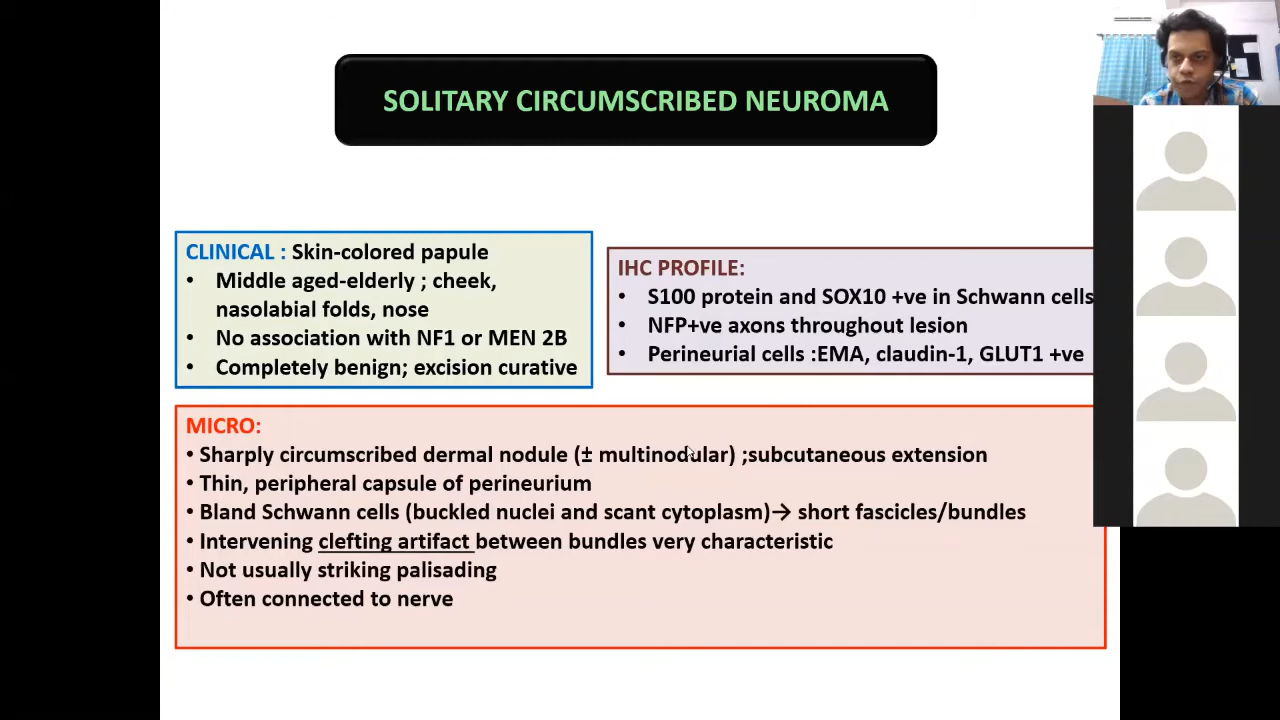 SOLITARY CIRCUMSCRIBED NEUROMA
CLINICAL : Skin-colored papule
• Middle aged-elderly ; cheek,
nasolabial folds, nose
• No association with NF1 or MEN 2B
• Completely benign; excision curative
IHC PROFILE:
• S100 protein and SOX10 +ve in Schwann cells
• NFP+ve axons throughout lesion
• Perineurial cells :EMA, claudin-1, GLUT1 +ve
MICRO:
• Sharply circumscribed dermal nodule (± multinodular) ;subcutaneous extension
• Thin, peripheral capsule of perineurium
• Bland Schwann cells (buckled nuclei and scant cytoplasm)→ short fascicles/bundles
• Intervening clefting artifact between bundles very characteristic
• Not usually striking palisading
• Often connected to nerve